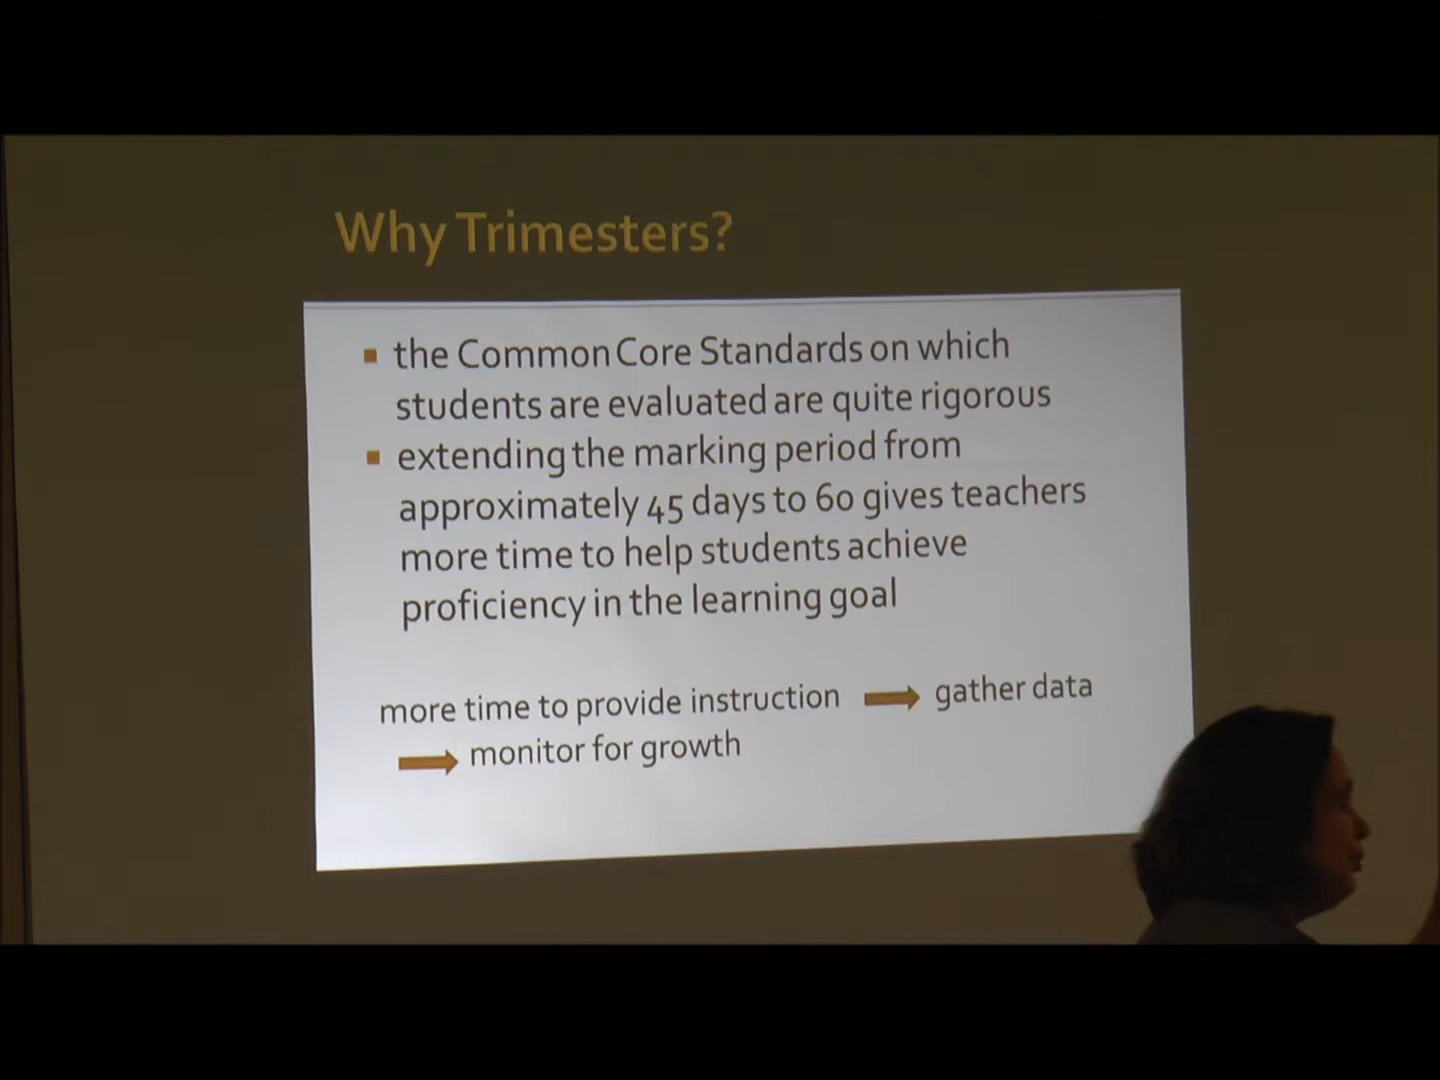 Why Trimesters?
the Common Core Standards on which
students are evaluated are quite rigorous
extending the marking period from
approximately 45 days to 60 gives teachers
more time to help students achieve
proficiency in the learning goal
more time to provide instruction gather data
monitor for growth